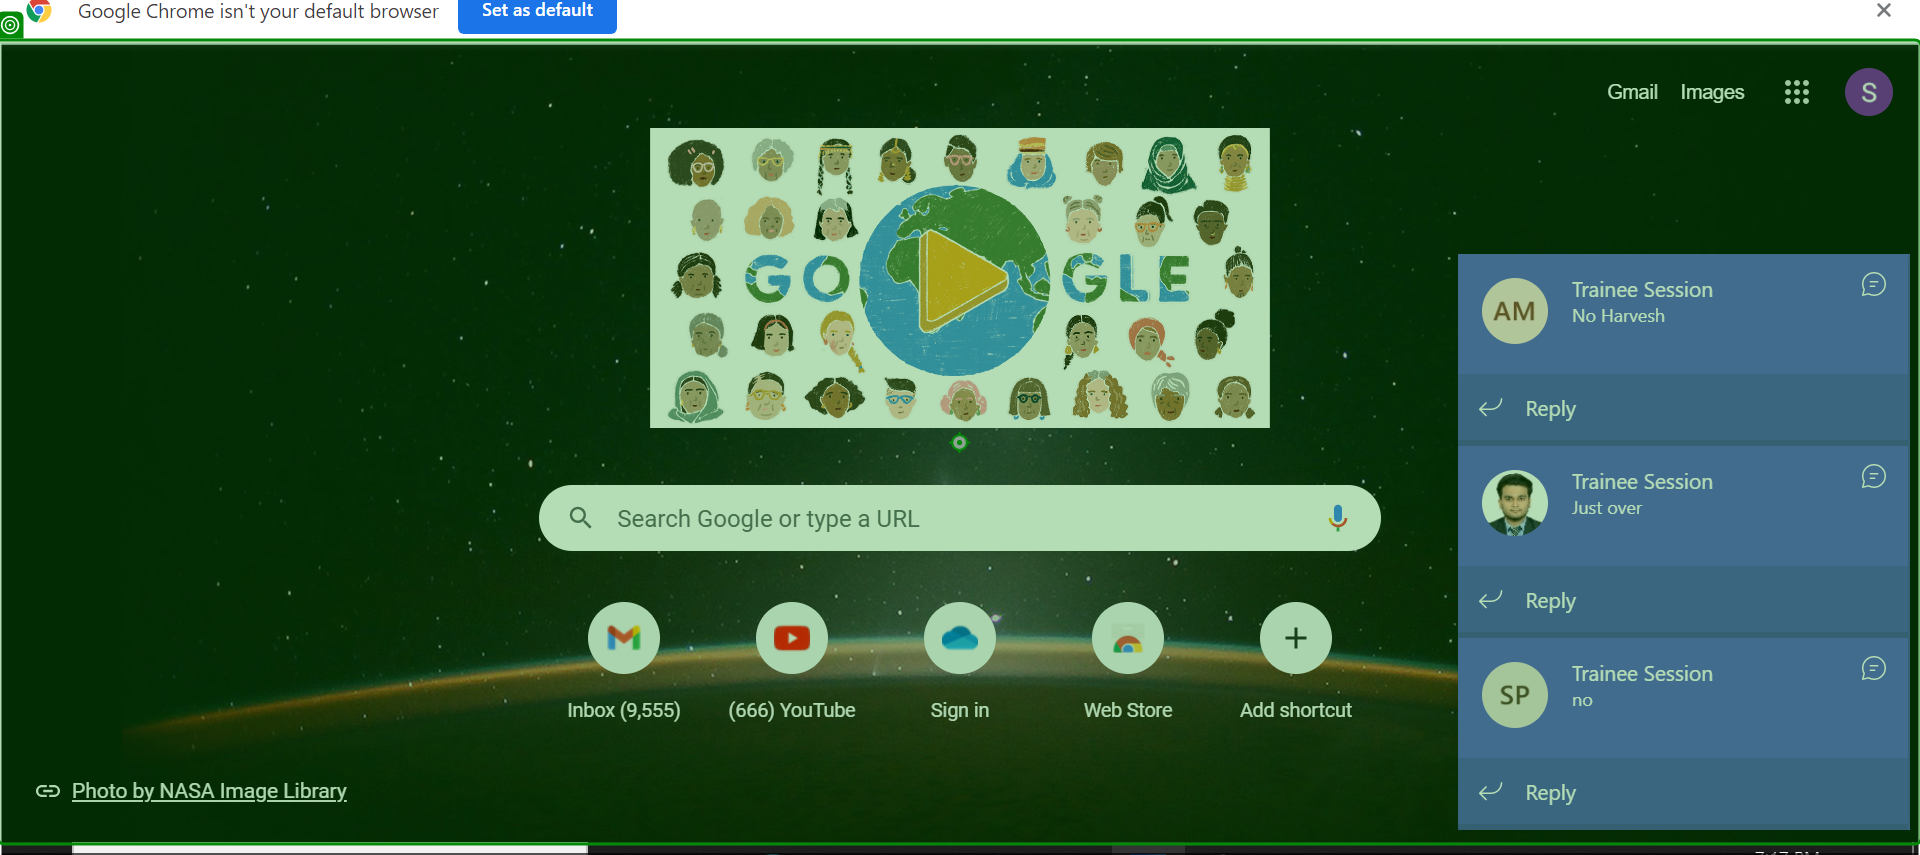 Google Chrome isn't your default browser
Set as default
Gmail Images
S
GO GLE
Search Google or type a URL
Inbox (9,555)
(666) YouTube
Sign in
Web Store
Add shortcut
Photo by NASA Image Library
AM
Trainee Session
No Harvesh
Reply
Trainee Session
Just over
Reply
SP
Trainee Session
no
Reply